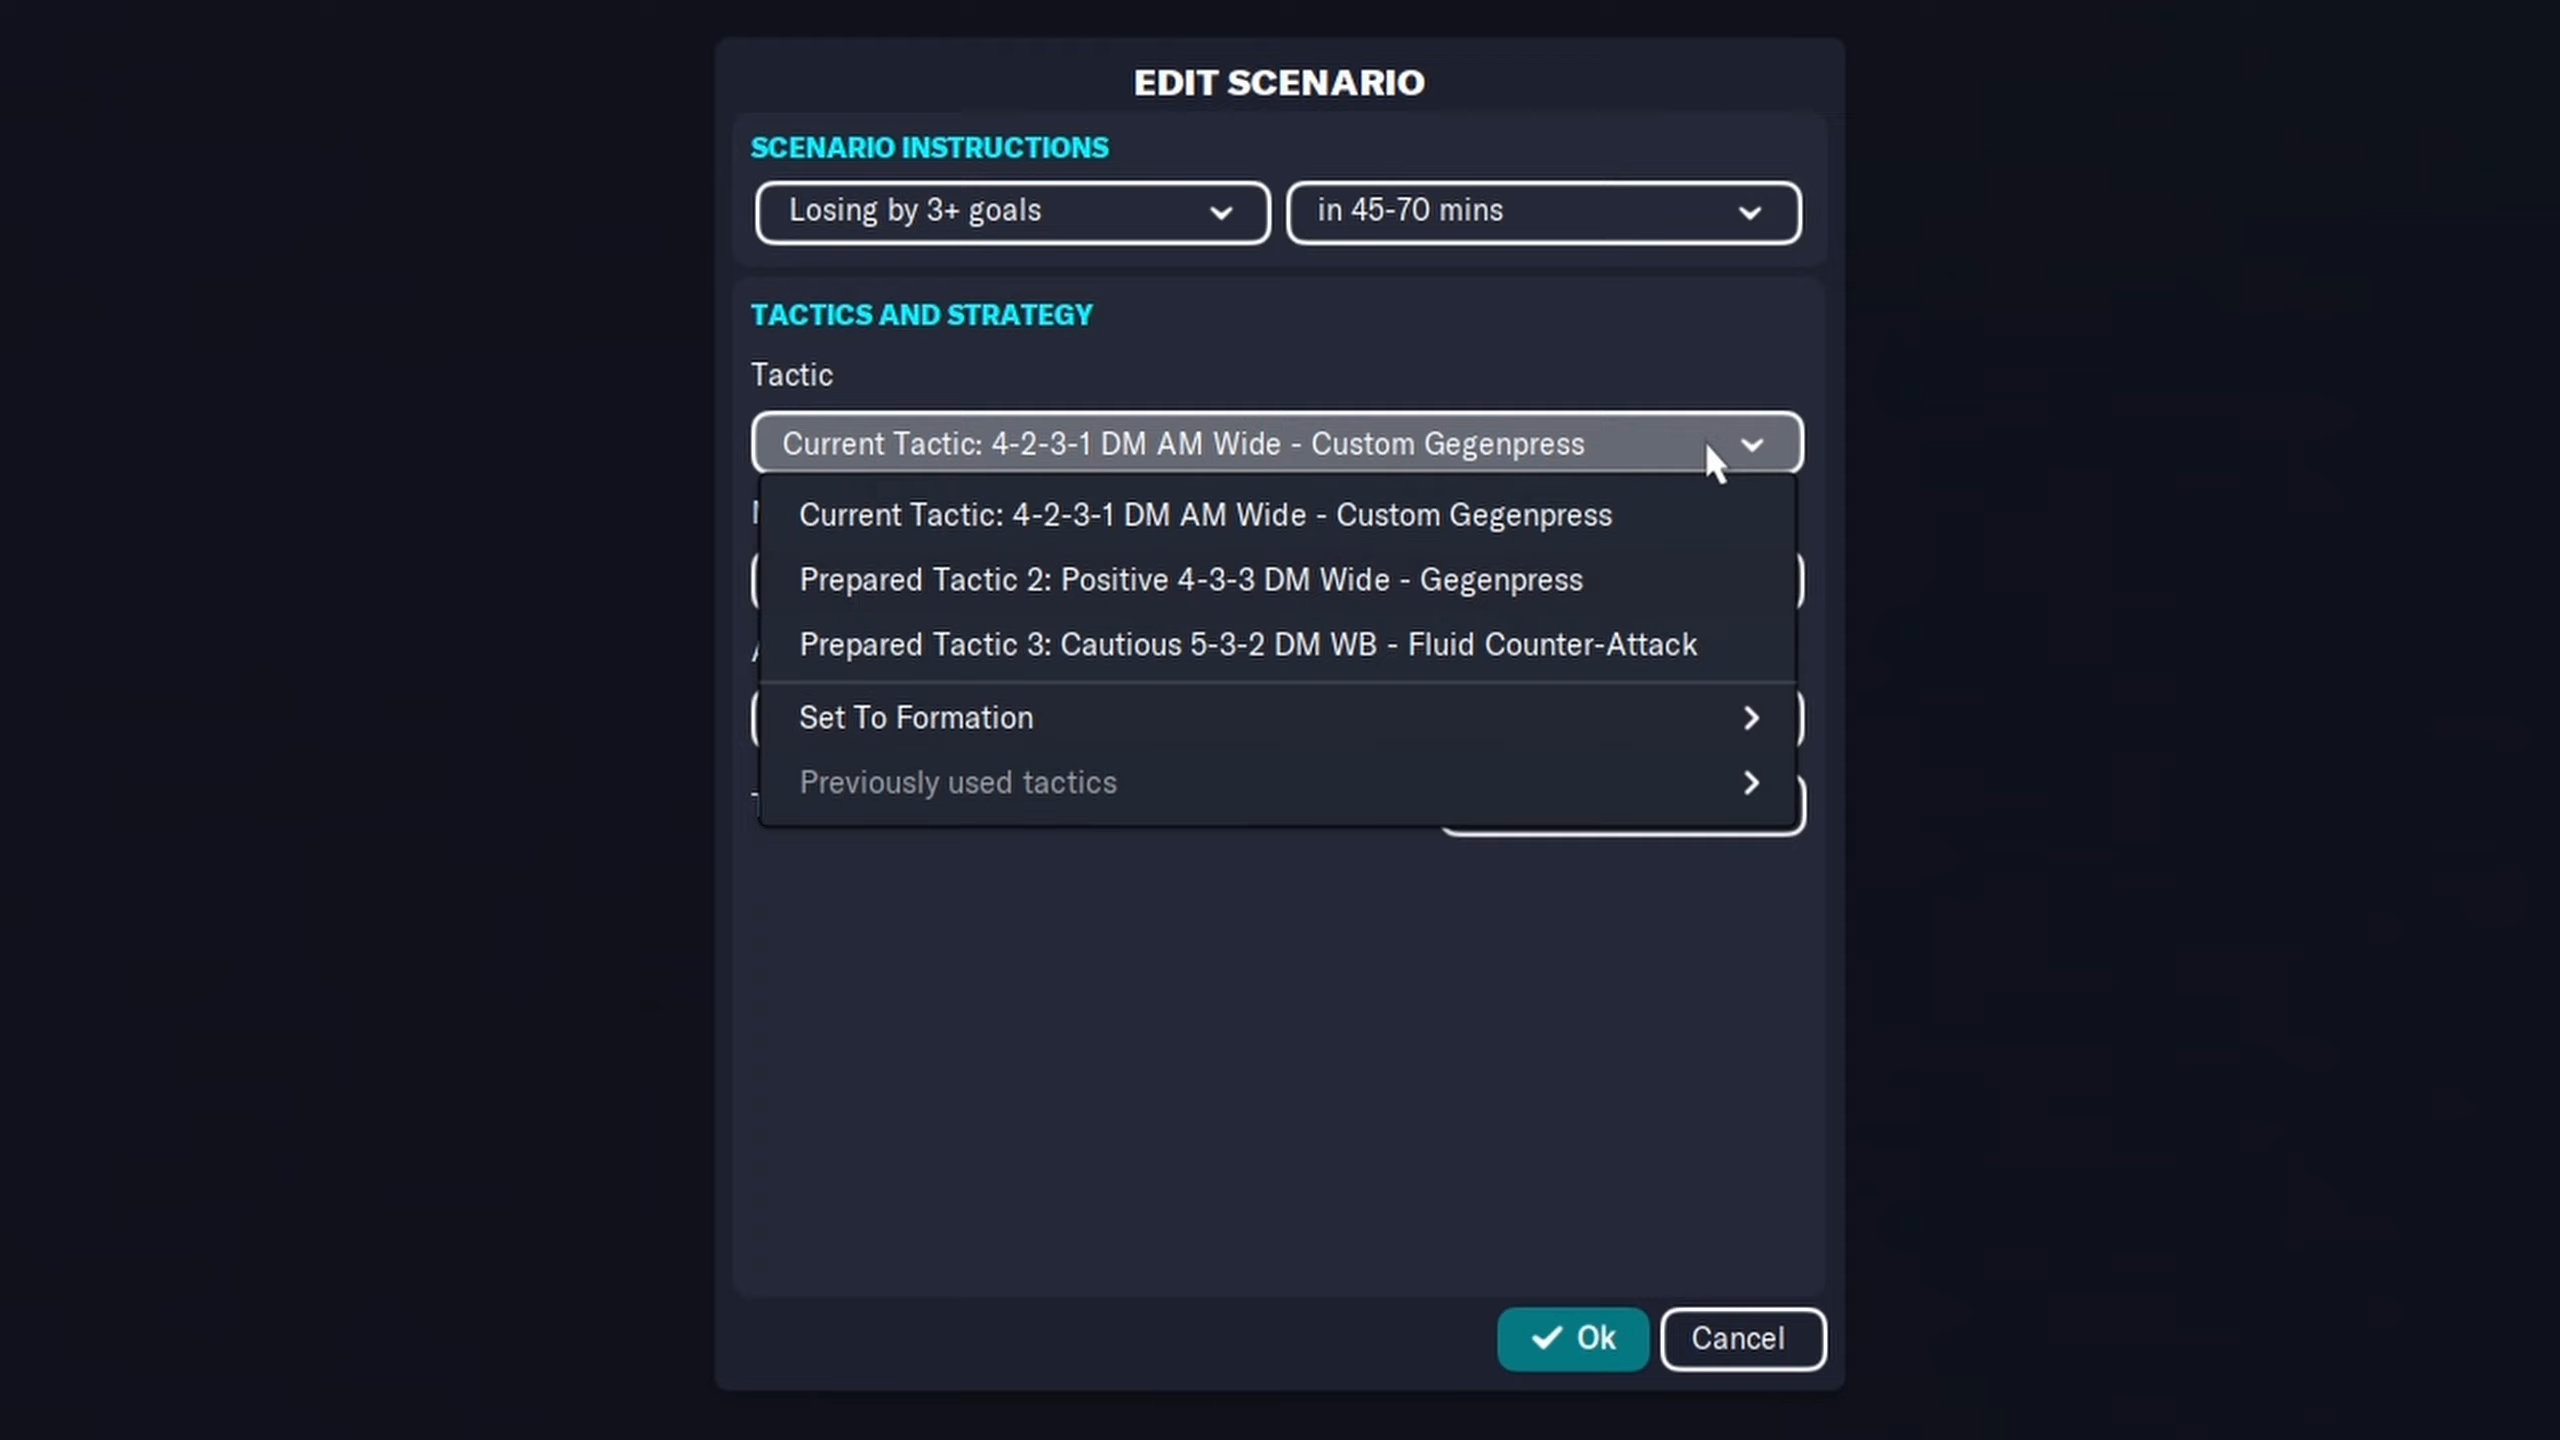 EDIT SCENARIO
SCENARIO INSTRUCTIONS
Losing by 3+ goals
in 45-70 mins
TACTICS AND STRATEGY
Tactic
Current Tactic: 4-2-3-1 DM AM Wide - Custom Gegenpress
Current Tactic: 4-2-3-1 DM AM Wide - Custom Gegenpress
Prepared Tactic 2: Positive 4-3-3 DM Wide - Gegenpress
Prepared Tactic 3: Cautious 5-3-2 DM WB - Fluid Counter-Attack
Set To Formation
Previously used tactics
Ok
Cancel